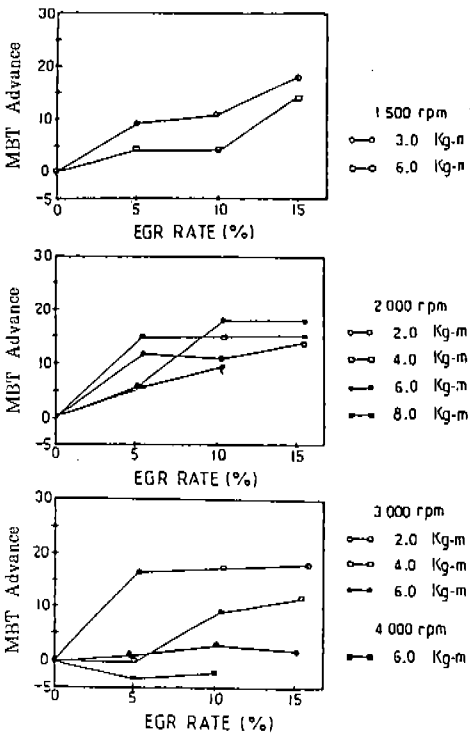 30
20
10
0
-5
MBT Advance
0 5 10 15
EGR RATE (%)
1 500 rpm
3.0 Kg-n
6.0 Kg-n
30
20
10
0
-5
MBT Advance
0 5 10 15
EGR RATE (%)
2 000 rpm
2.0 Kg-m
4.0 Kg-m
6.0 Kg-m
8.0 Kg-m
30
20
10
0
-5
MBT Advance
0 5 10 15
EGR RATE (%)
3 000 rpm
2.0 Kg-m
4.0 Kg-m
6.0 Kg-m
4 000 rpm
6.0 Kg-m